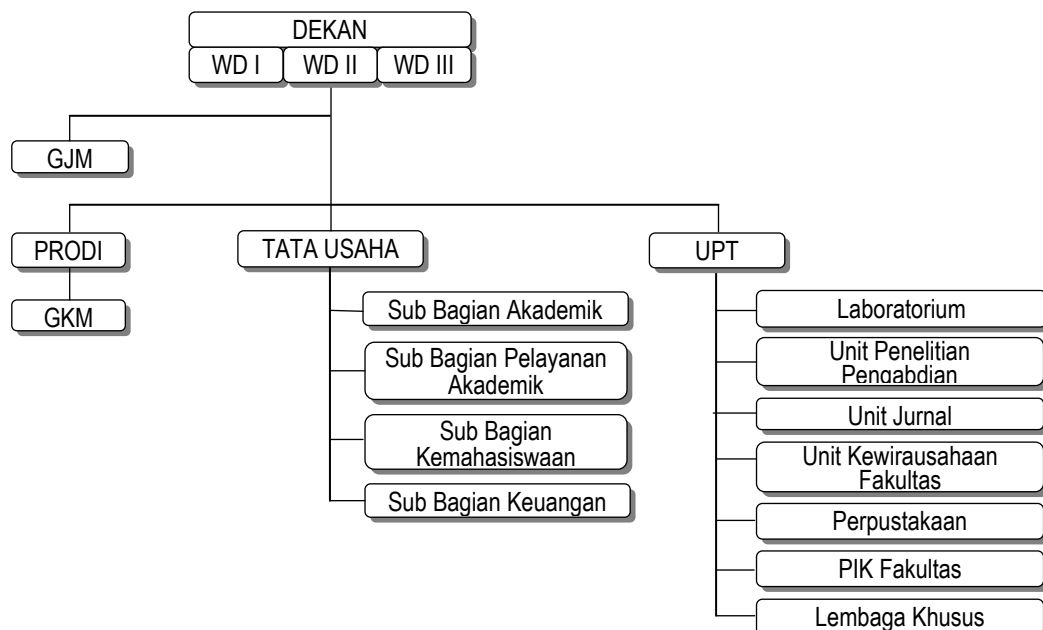 DEKAN
WD I
WD II
WD III
GJM
PRODI
TATA USAHA
UPT
GKM
Sub Bagian Akademik
Sub Bagian Pelayanan
Akademik
Sub Bagian
Kemahasiswaan
Sub Bagian Keuangan
Laboratorium
Unit Penelitian
Pengabdian
Unit Jurnal
Unit Kewirausahaan
Fakultas
Perpustakaan
PIK Fakultas
Lembaga Khusus